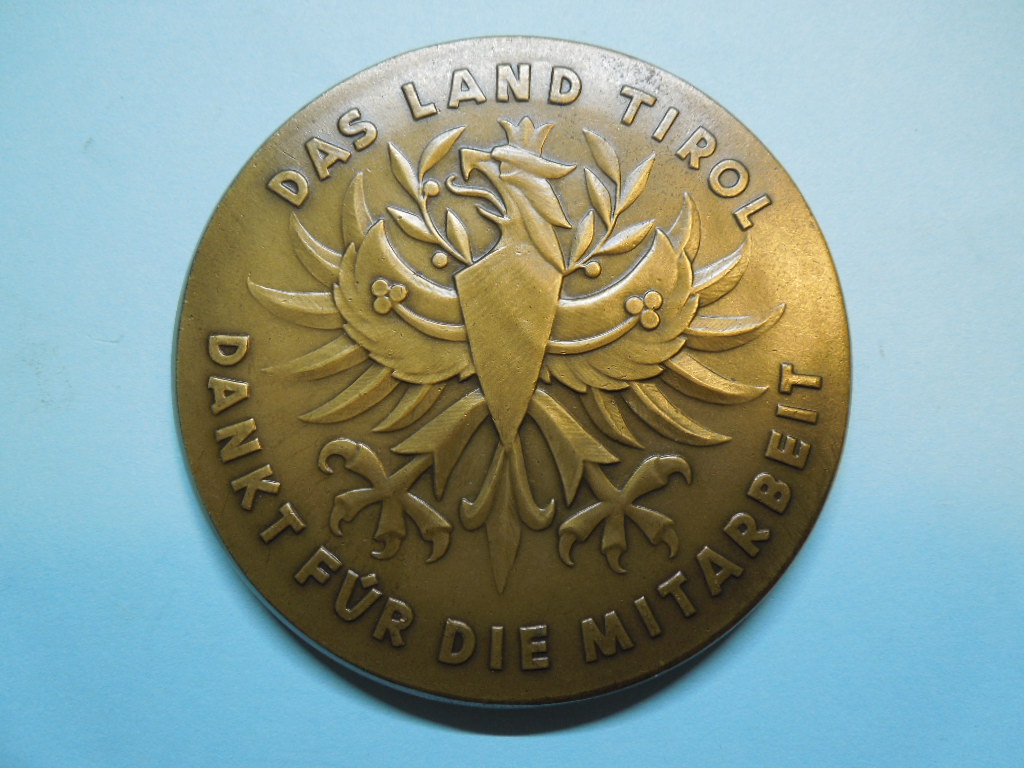 DAS LAND TIROL
DANKT FÜR DIE MITARBEIT